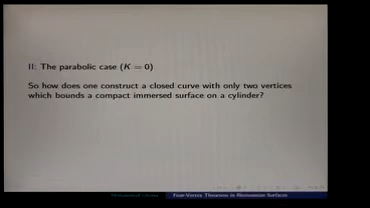 II: The parabolic case (K = 0)
So how does one construct a closed curve with only two vertices
which bounds a compact immersed surface on a cylinder?
Four-Vertex Theorem in Riemannian Surfaces